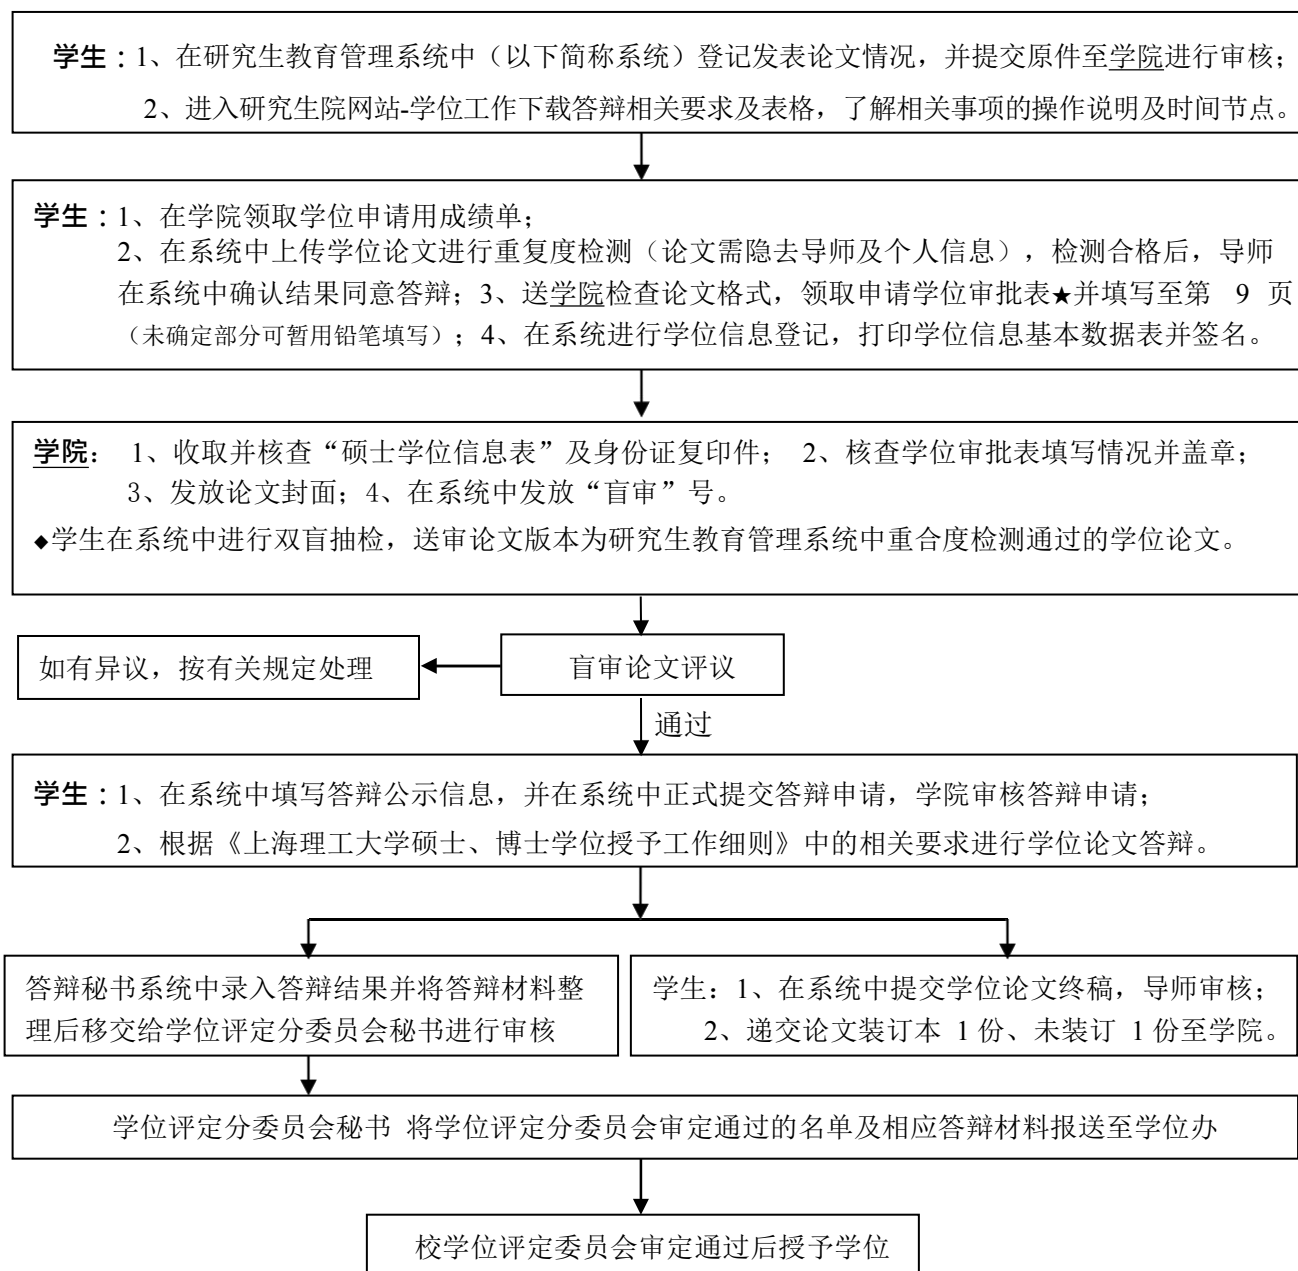 学生：1、在研究生教育管理系统中（以下简称系统）登记发表论文情况，并提交原件至学院进行审核；
2、进入研究生院网站-学位工作下载答辩相关要求及表格，了解相关事项的操作说明及时间节点。
学生：1、在学院领取学位申请用成绩单；
2、在系统中上传学位论文进行重复度检测（论文需隐去导师及个人信息），检测合格后，导师
在系统中确认结果同意答辩；3、送学院检查论文格式，领取申请学位审批表★并填写至第 9 页
（未确定部分可暂用铅笔填写）；4、在系统进行学位信息登记，打印学位信息基本数据表并签名。
学院： 1、收取并核查“硕士学位信息表”及身份证复印件； 2、核查学位审批表填写情况并盖章；
3、发放论文封面；4、在系统中发放“盲审”号。
◆学生在系统中进行双盲抽检，送审论文版本为研究生教育管理系统中重合度检测通过的学位论文。
如有异议，按有关规定处理
盲审论文评议
通过
学生：1、在系统中填写答辩公示信息，并在系统中正式提交答辩申请，学院审核答辩申请；
2、根据《上海理工大学硕士、博士学位授予工作细则》中的相关要求进行学位论文答辩。
答辩秘书系统中录入答辩结果并将答辩材料整
理后移交给学位评定分委员会秘书进行审核
学生：1、在系统中提交学位论文终稿，导师审核；
2、递交论文装订本 1 份、未装订 1 份至学院。
学位评定分委员会秘书 将学位评定分委员会审定通过的名单及相应答辩材料报送至学位办
校学位评定委员会审定通过后授予学位